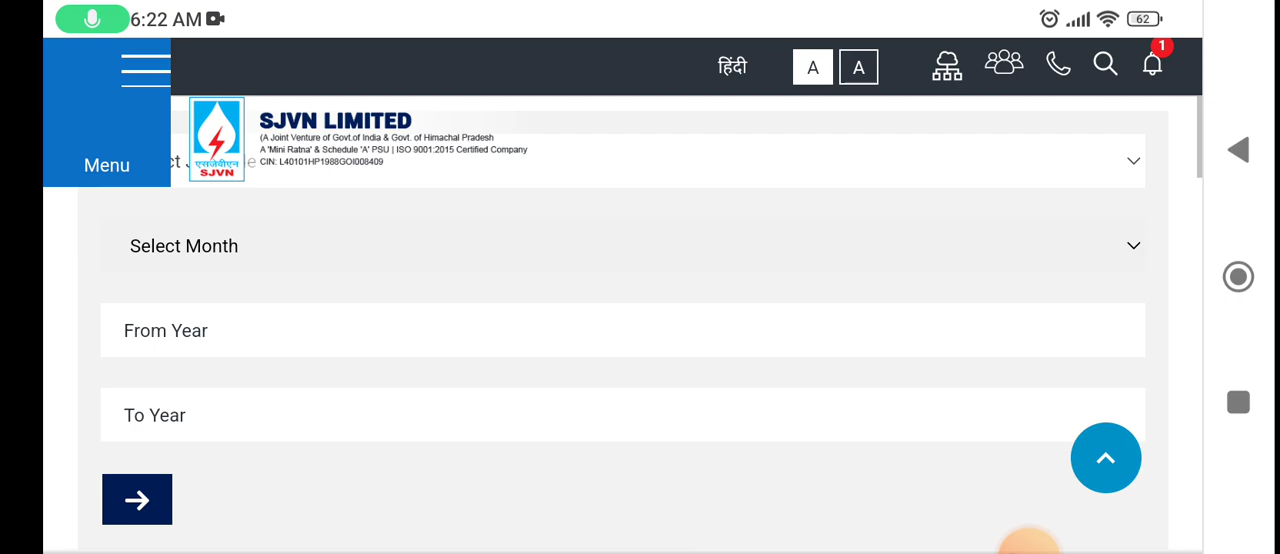 6:22 AM
62
हिंदी
A
A
1
Menu
एसजेवीएन
SJVN
SJVN LIMITED
(A Joint Venture of Govt.of India & Govt. of Himachal Pradesh
A 'Mini Ratna' & Schedule 'A' PSU | ISO 9001:2015 Certified Company
CIN: L40101HP1988GOI008409
Select Month
From Year
To Year